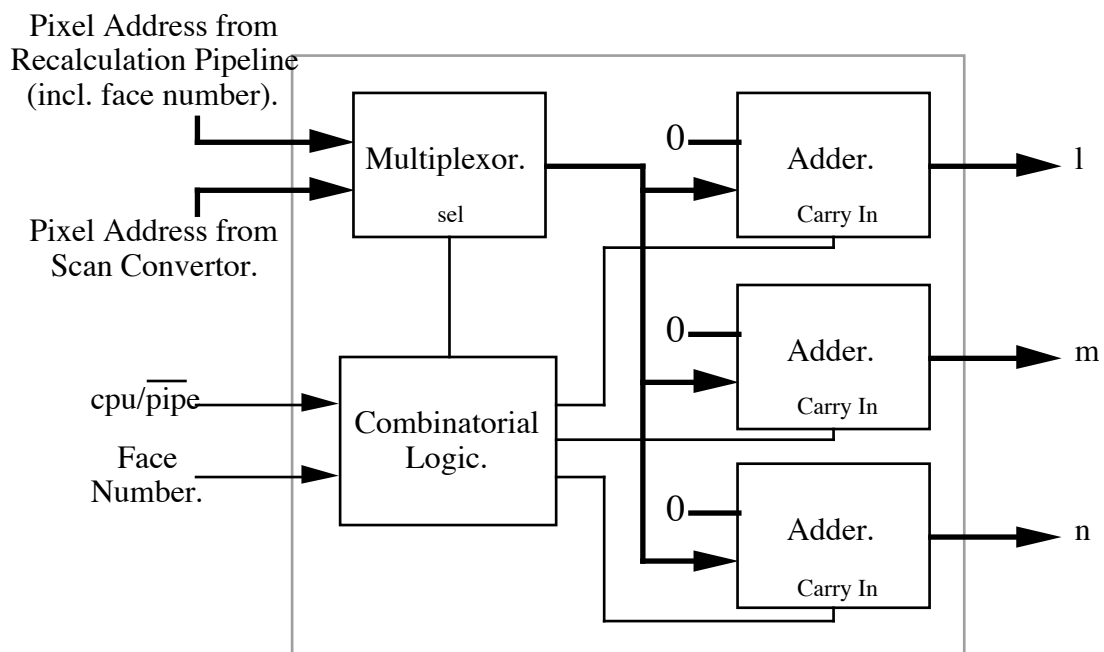 Pixel Address from
Recalculation Pipeline
(incl. face number).
Multiplexor.
sel
Pixel Address from
Scan Convertor.
0
Adder.
Carry In
l
0
Adder.
Carry In
m
cpu/pipe
Combinatorial
Logic.
Face
Number.
0
Adder.
Carry In
n